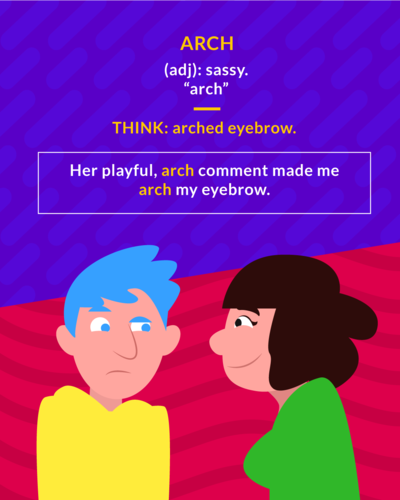 ARCH
(adj): sassy.
“arch”
THINK: arched eyebrow.
Her playful, arch comment made me
arch my eyebrow.